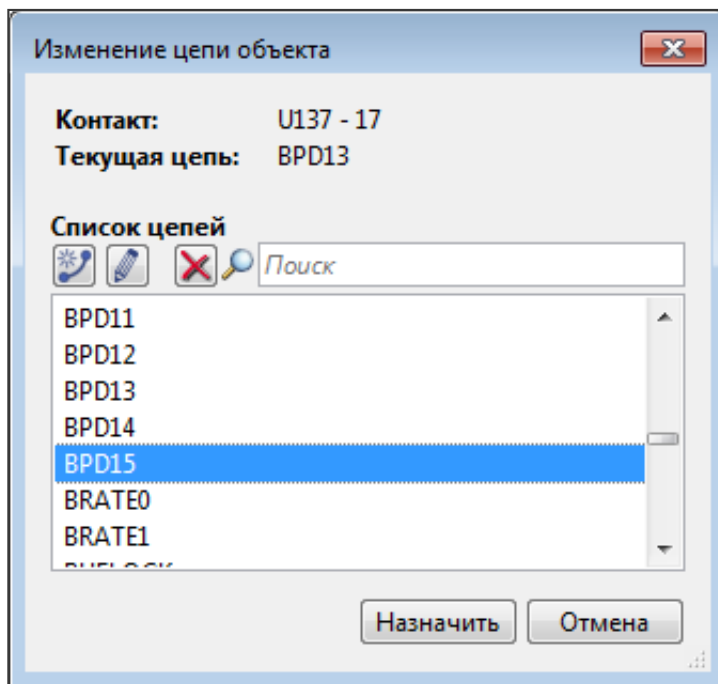 Изменение цепи объекта
Контакт: U137 - 17
Текущая цепь: BPD13
Список цепей
Поиск
BPD11
BPD12
BPD13
BPD14
BPD15
BRATE0
BRATE1
Назначить Отмена